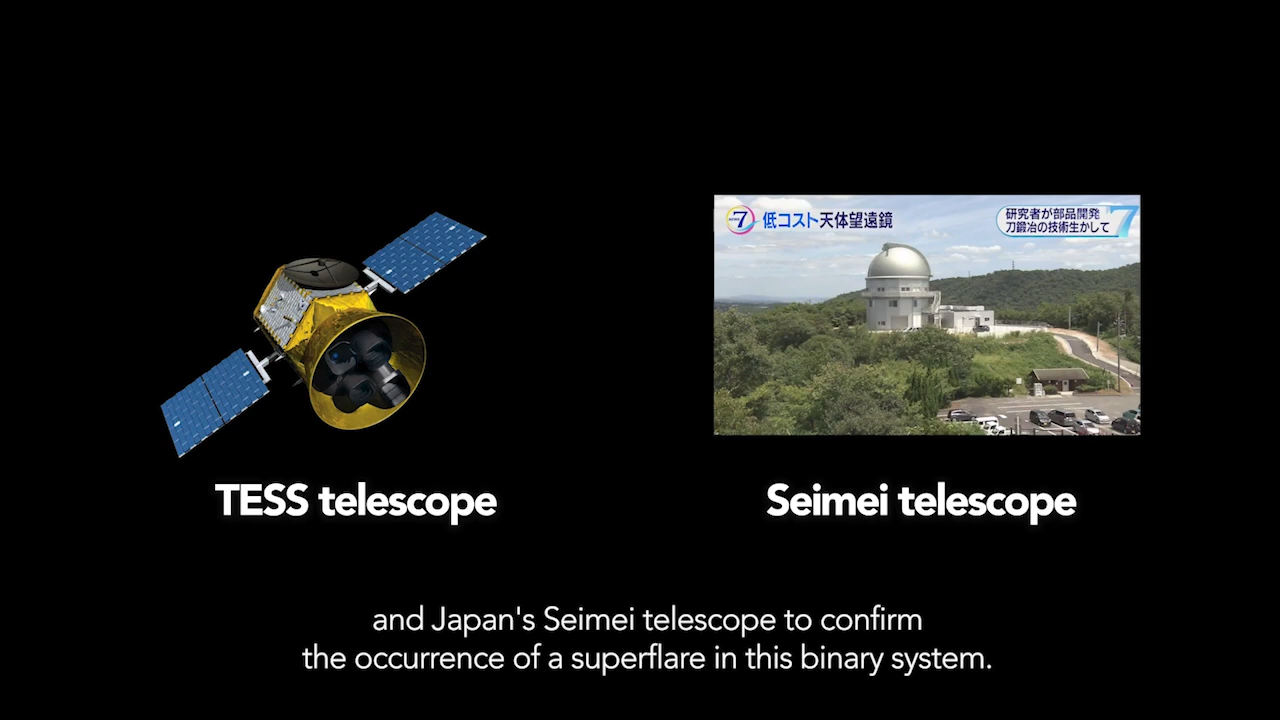 7
低コスト天体望遠鏡
研究者が部品開発
刀鍛冶の技術生かして
7
TESS telescope
Seimei telescope
and Japan's Seimei telescope to confirm
the occurrence of a superflare in this binary system.